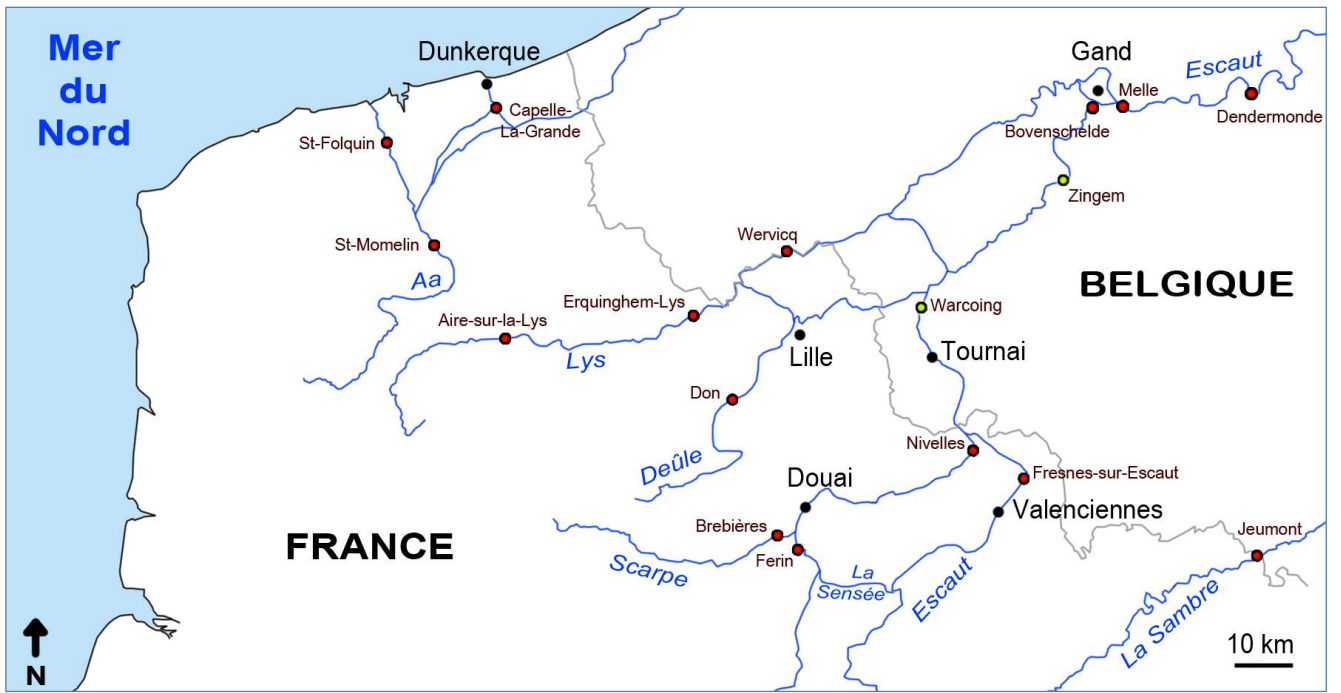 Mer
du
Nord
Dunkerque
Gand
Escaut
Melle
Capelle-
La-Grande
Bovenschelde
Dendermonde
St-Folquin
Zingem
St-Momelin
Wervicq
Aa
BELGIQUE
Erquinghem-Lys
Warcoing
Aire-sur-la-Lys
Lys
Lille
Tournai
Don
Nivelles
Deûle
Douai
Fresnes-sur-Escaut
Valenciennes
Brebières
Jeumont
FRANCE
Ferin
Scarpe
La
Sensée
Escaut
La Sambre
10 km
N